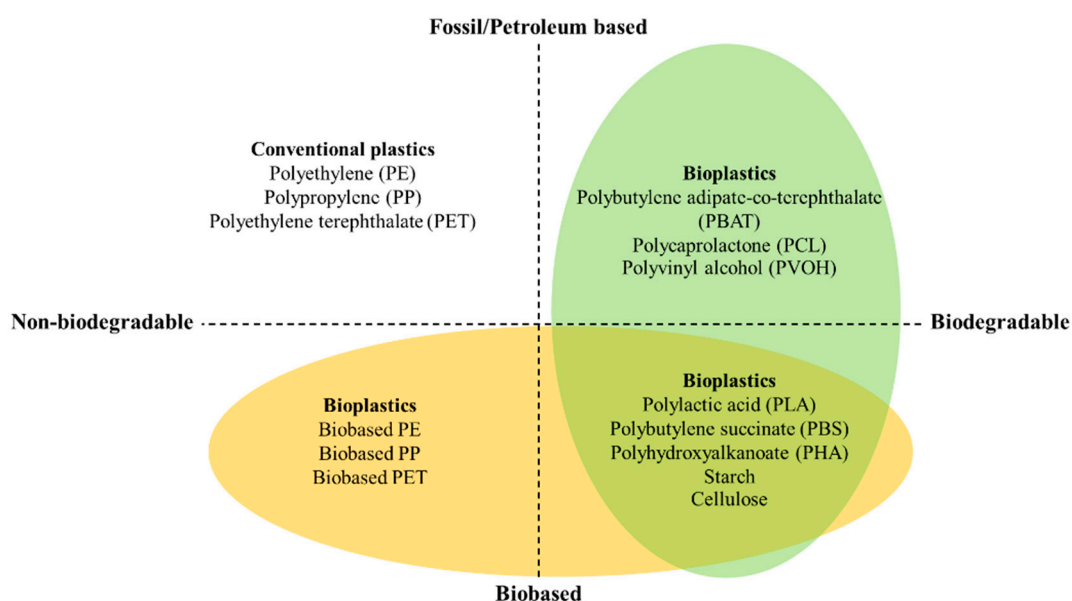 Fossil/Petroleum based
Conventional plastics
Polyethylene (PE)
Polypropylene (PP)
Polyethylene terephthalate (PET)
Bioplastics
Polybutylene adipate-co-terephthalate
(PBAT)
Polycaprolactone (PCL)
Polyvinyl alcohol (PVOH)
Non-biodegradable
Biodegradable
Bioplastics
Biobased PE
Biobased PP
Biobased PET
Bioplastics
Polylactic acid (PLA)
Polybutylene succinate (PBS)
Polyhydroxyalkanoate (PHA)
Starch
Cellulose
Biobased